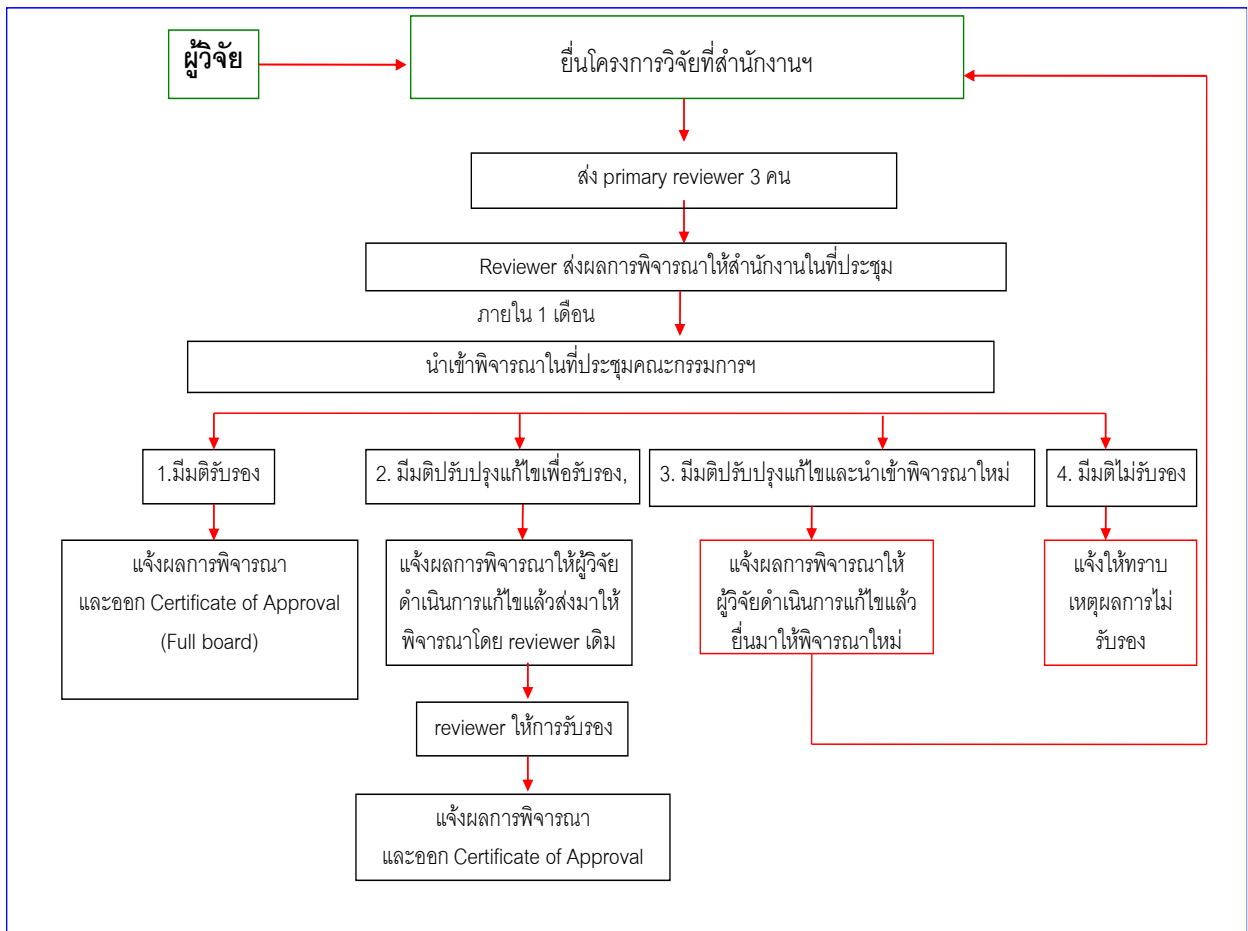 ผู้วิจัย
ยื่นโครงการวิจัยที่สำนักงานฯ
ส่ง primary reviewer 3 คน
Reviewer ส่งผลการพิจารณาให้สำนักงานในที่ประชุม
ภายใน 1 เดือน
นำเข้าพิจารณาในที่ประชุมคณะกรรมการฯ
1.มีมติรับรอง
2. มีมติปรับปรุงแก้ไขเพื่อรับรอง,
3. มีมติปรับปรุงแก้ไขและนำเข้าพิจารณาใหม่
4. มีมติไม่รับรอง
แจ้งผลการพิจารณา
และออก Certificate of Approval
(Full board)
แจ้งผลการพิจารณาให้ผู้วิจัย
ดำเนินการแก้ไขแล้วส่งมาให้
พิจารณาโดย reviewer เดิม
แจ้งผลการพิจารณาให้
ผู้วิจัยดำเนินการแก้ไขแล้ว
ยื่นมาให้พิจารณาใหม่
แจ้งให้ทราบ
เหตุผลการไม่
รับรอง
reviewer ให้การรับรอง
แจ้งผลการพิจารณา
และออก Certificate of Approval